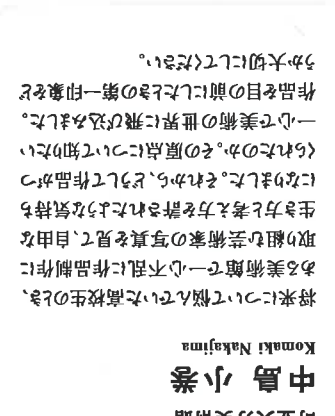 中島 小巻
Komaki Nakajima
将来について悩んでいた高校生のとき、
ある美術館で一心不乱に作品制作に
取り組む芸術家の写真を見て、自由な
生き方と考え方を許されたような気持ち
になりました。それから、どうして作品がつ
くられたのか。その原点について知りたい
一心で美術の世界に飛び込みました。
作品を目の前にしたときの第一印象をど
うか大切にしてください。